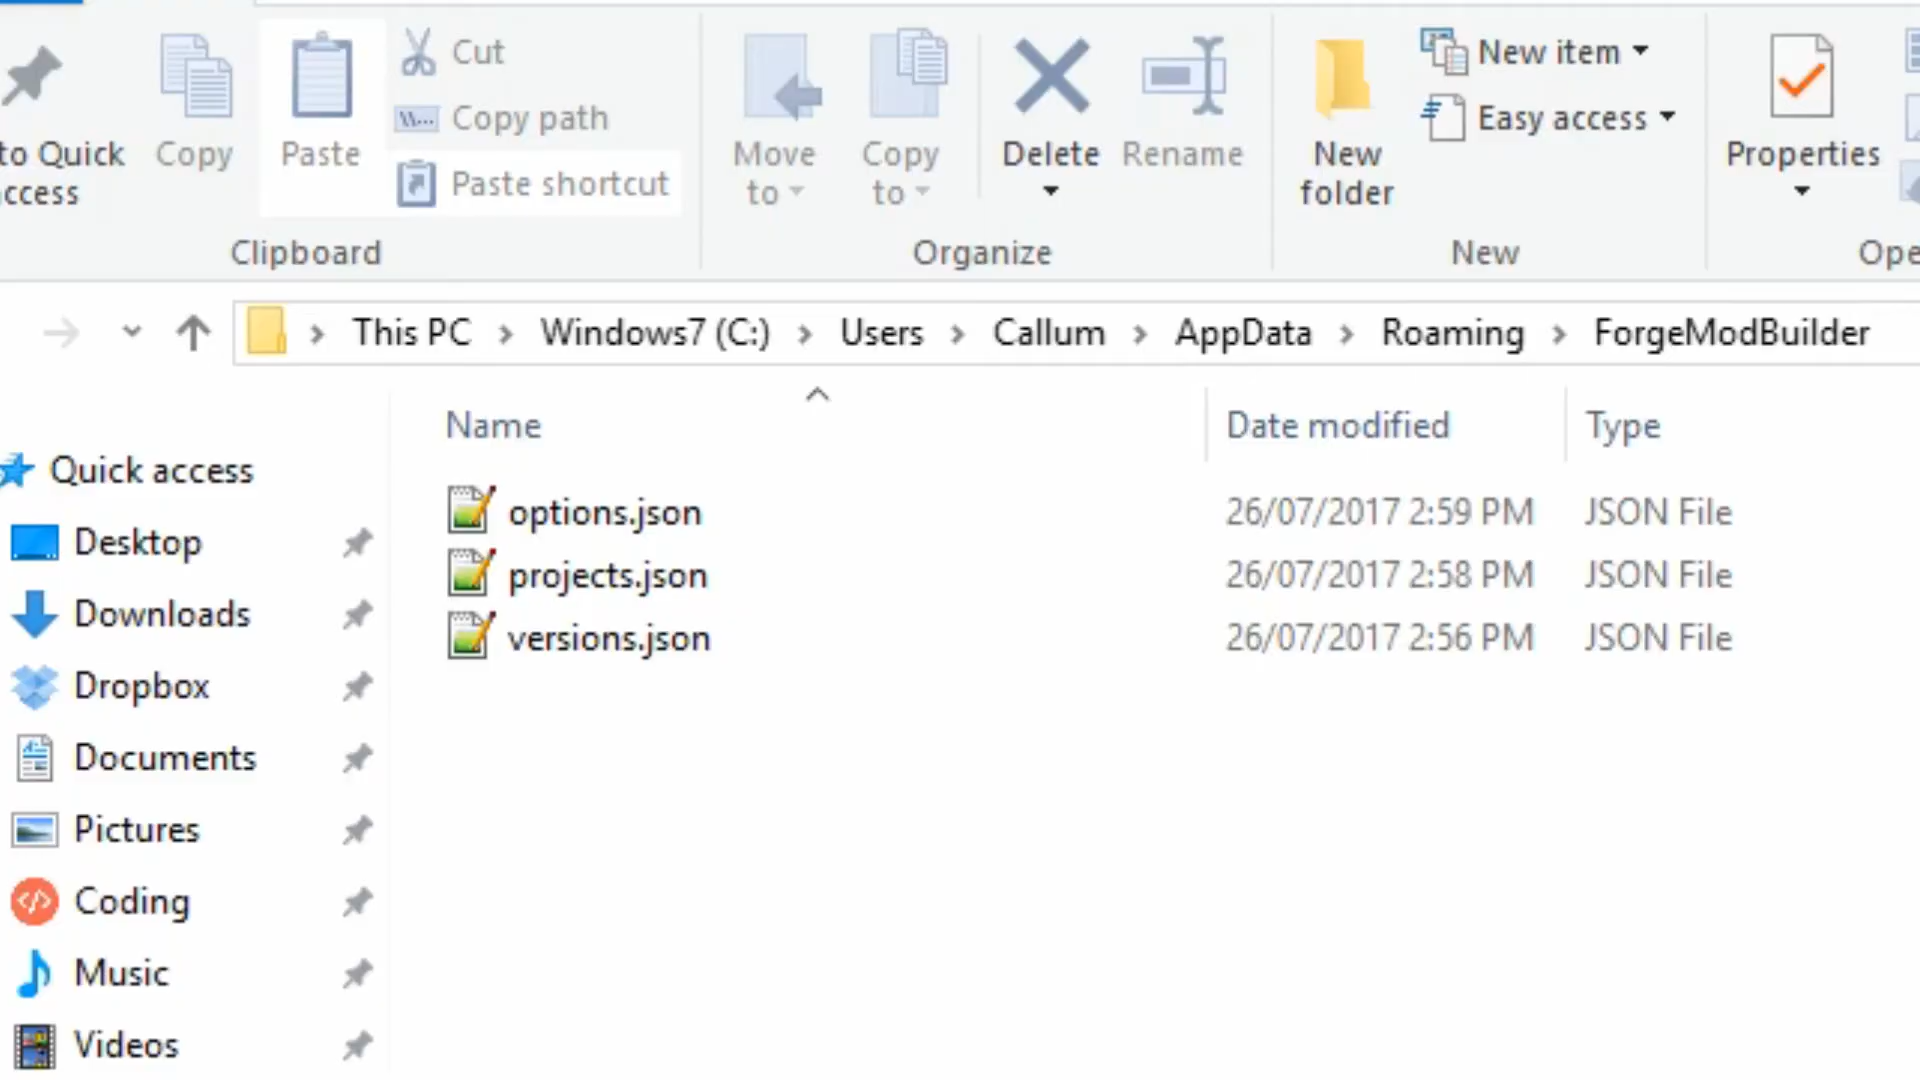 Cut
Copy path
Paste shortcut
to Quick
access
Copy
Paste
Clipboard
Move
to
Copy
to
Delete
Rename
Organize
New
folder
New item
Easy access
New
Properties
Ope
This PC > Windows7 (C:) > Users > Callum > AppData > Roaming > ForgeModBuilder
Name Date modified Type
options.json 26/07/2017 2:59 PM JSON File
projects.json 26/07/2017 2:58 PM JSON File
versions.json 26/07/2017 2:56 PM JSON File
Quick access
Desktop
Downloads
Dropbox
Documents
Pictures
Coding
Music
Videos